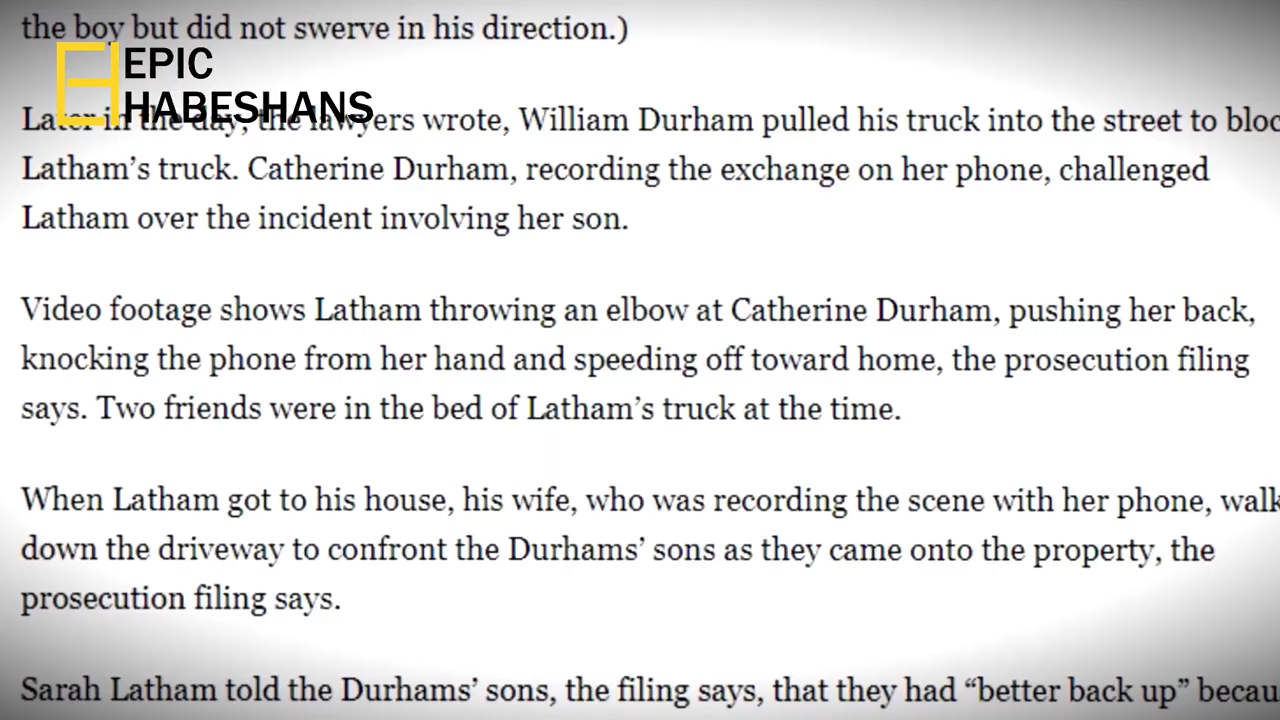 the boy but did not swerve in his direction.)
EPIC
HABESHANS
Later in the day, the lawyers wrote, William Durham pulled his truck into the street to bloc
Latham’s truck. Catherine Durham, recording the exchange on her phone, challenged
Latham over the incident involving her son.
Video footage shows Latham throwing an elbow at Catherine Durham, pushing her back,
knocking the phone from her hand and speeding off toward home, the prosecution filing
says. Two friends were in the bed of Latham’s truck at the time.
When Latham got to his house, his wife, who was recording the scene with her phone, walk
down the driveway to confront the Durhams’ sons as they came onto the property, the
prosecution filing says.
Sarah Latham told the Durhams’ sons, the filing says, that they had “better back up” becau